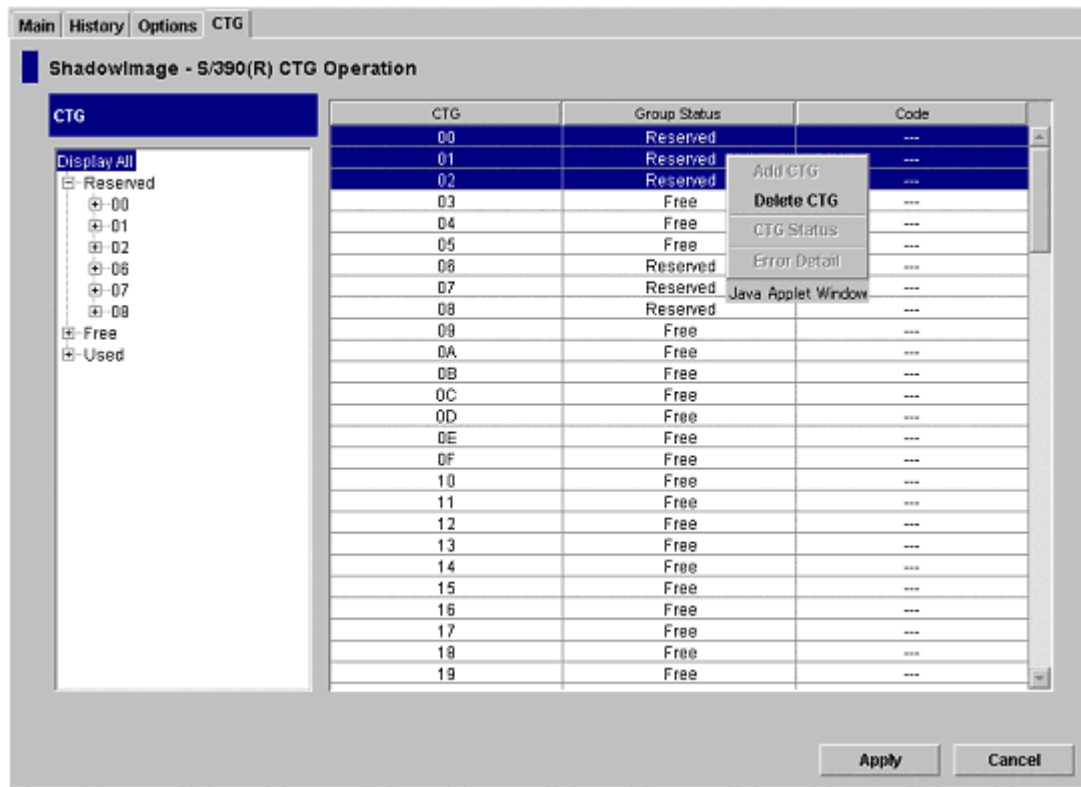 Main History Options CTG
ShadowImage - S/390(R) CTG Operation
CTG
Display All
Reserved
00
01
02
06
07
08
Free
Used
CTG Group Status Code
00 Reserved ---
01 Reserved ---
02 Reserved ---
03 Free ---
04 Free ---
05 Free ---
06 Reserved ---
07 Reserved
08 Reserved ---
09 Free ---
0A Free ---
0B Free ---
0C Free ---
0D Free ---
0E Free ---
0F Free ---
10 Free ---
11 Free ---
12 Free ---
13 Free ---
14 Free ---
15 Free ---
16 Free ---
17 Free ---
18 Free ---
19 Free ---
Add CTG
Delete CTG
CTG Status
Error Detail
Java Applet Window
Apply Cancel